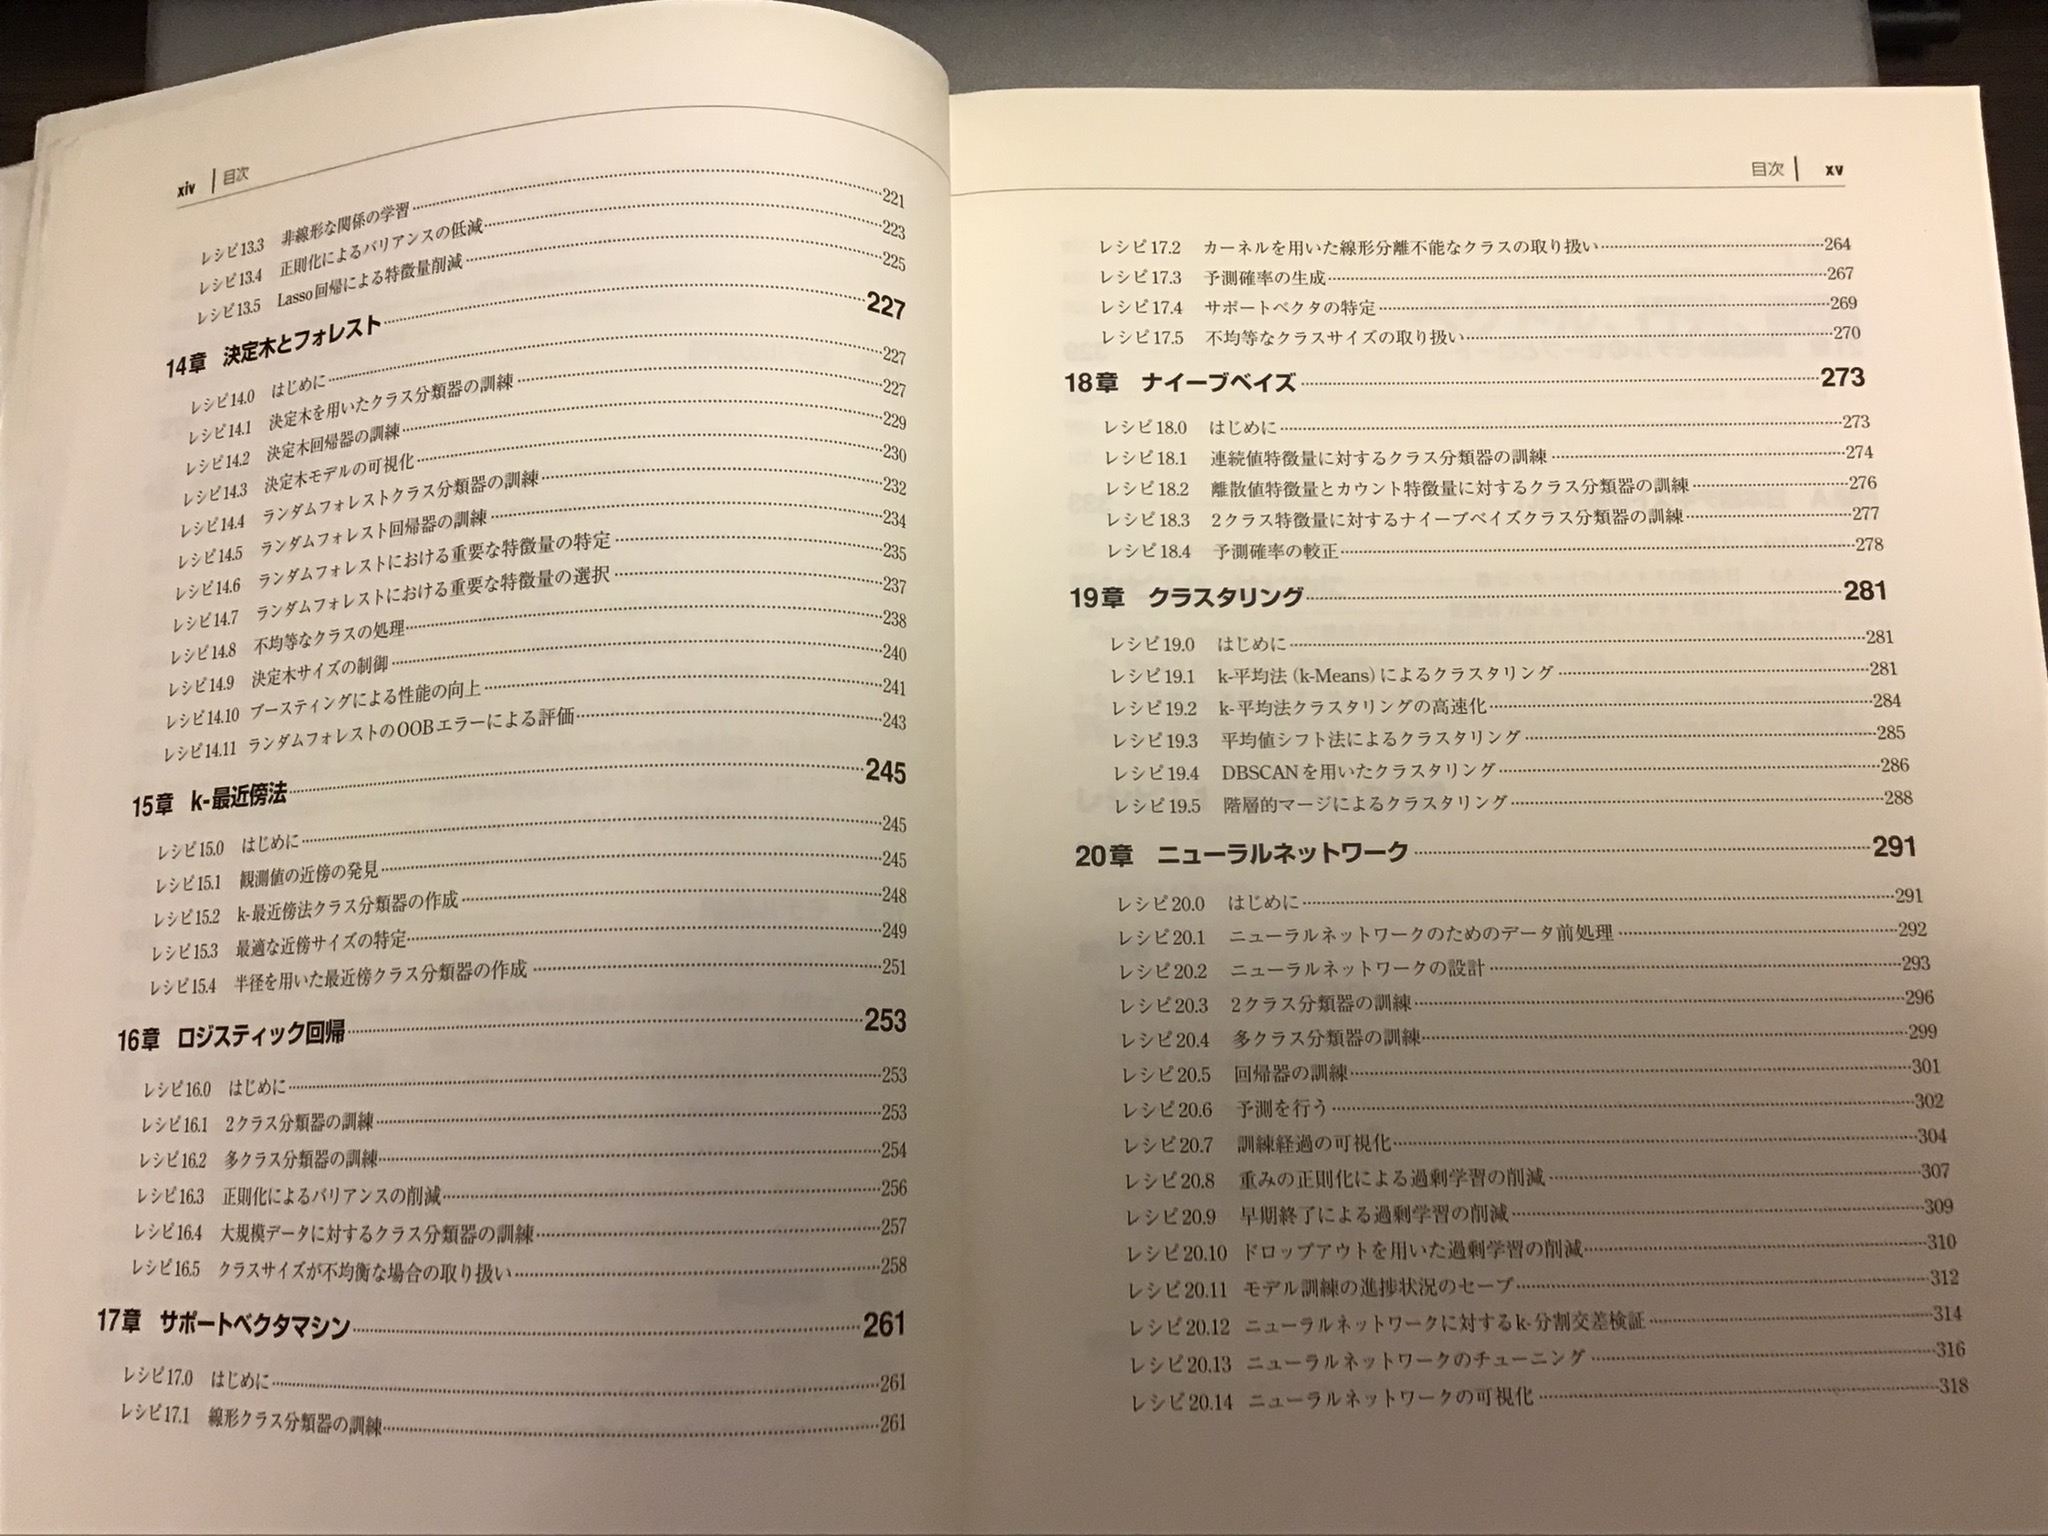 xiv | 目次
レシピ13.3 非線形な関係の学習……221
レシピ13.4 正則化によるバリアンスの低減……223
レシピ13.5 Lasso回帰による特徴量削減……225
14章 決定木とフォレスト……227
レシピ14.0 はじめに……227
レシピ14.1 決定木を用いたクラス分類器の訓練……227
レシピ14.2 決定木回帰器の訓練……229
レシピ14.3 決定木モデルの可視化……230
レシピ14.4 ランダムフォレストクラス分類器の訓練……232
レシピ14.5 ランダムフォレスト回帰器の訓練……234
レシピ14.6 ランダムフォレストにおける重要な特徴量の特定……235
レシピ14.7 ランダムフォレストにおける重要な特徴量の選択……237
レシピ14.8 不均等なクラスの処理……238
レシピ14.9 決定木サイズの制御……240
レシピ14.10 ブースティングによる性能の向上……241
レシピ14.11 ランダムフォレストのOOBエラーによる評価……243
15章 k-最近傍法……245
レシピ15.0 はじめに……245
レシピ15.1 観測値の近傍の発見……245
レシピ15.2 k-最近傍法クラス分類器の作成……248
レシピ15.3 最適な近傍サイズの特定……249
レシピ15.4 半径を用いた最近傍クラス分類器の作成……251
16章 ロジスティック回帰……253
レシピ16.0 はじめに……253
レシピ16.1 2クラス分類器の訓練……253
レシピ16.2 多クラス分類器の訓練……254
レシピ16.3 正則化によるバリアンスの削減……256
レシピ16.4 大規模データに対するクラス分類器の訓練……257
レシピ16.5 クラスサイズが不均衡な場合の取り扱い……258
17章 サポートベクタマシン……261
レシピ17.0 はじめに……261
レシピ17.1 線形クラス分類器の訓練……261
目次 | xv
レシピ17.2 カーネルを用いた線形分離不能なクラスの取り扱い……264
レシピ17.3 予測確率の生成……267
レシピ17.4 サポートベクタの特定……269
レシピ17.5 不均等なクラスサイズの取り扱い……270
18章 ナイーブベイズ……273
レシピ18.0 はじめに……273
レシピ18.1 連続値特徴量に対するクラス分類器の訓練……274
レシピ18.2 離散値特徴量とカウント特徴量に対するクラス分類器の訓練……276
レシピ18.3 2クラス特徴量に対するナイーブベイズクラス分類器の訓練……277
レシピ18.4 予測確率の較正……278
19章 クラスタリング……281
レシピ19.0 はじめに……281
レシピ19.1 k-平均法(k-Means)によるクラスタリング……281
レシピ19.2 k-平均法クラスタリングの高速化……284
レシピ19.3 平均値シフト法によるクラスタリング……285
レシピ19.4 DBSCANを用いたクラスタリング……286
レシピ19.5 階層的マージによるクラスタリング……288
20章 ニューラルネットワーク……291
レシピ20.0 はじめに……291
レシピ20.1 ニューラルネットワークのためのデータ前処理……292
レシピ20.2 ニューラルネットワークの設計……293
レシピ20.3 2クラス分類器の訓練……296
レシピ20.4 多クラス分類器の訓練……299
レシピ20.5 回帰器の訓練……301
レシピ20.6 予測を行う……302
レシピ20.7 訓練経過の可視化……304
レシピ20.8 重みの正則化による過剰学習の削減……307
レシピ20.9 早期終了による過剰学習の削減……309
レシピ20.10 ドロップアウトを用いた過剰学習の削減……310
レシピ20.11 モデル訓練の進捗状況のセーブ……312
レシピ20.12 ニューラルネットワークに対するk-分割交差検証……314
レシピ20.13 ニューラルネットワークのチューニング……316
レシピ20.14 ニューラルネットワークの可視化……318